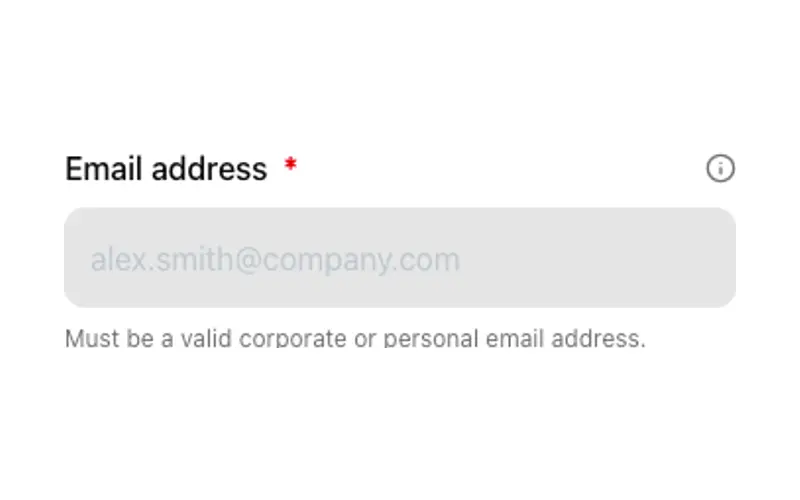 Email address *
alex.smith@company.com
Must be a valid corporate or personal email address.